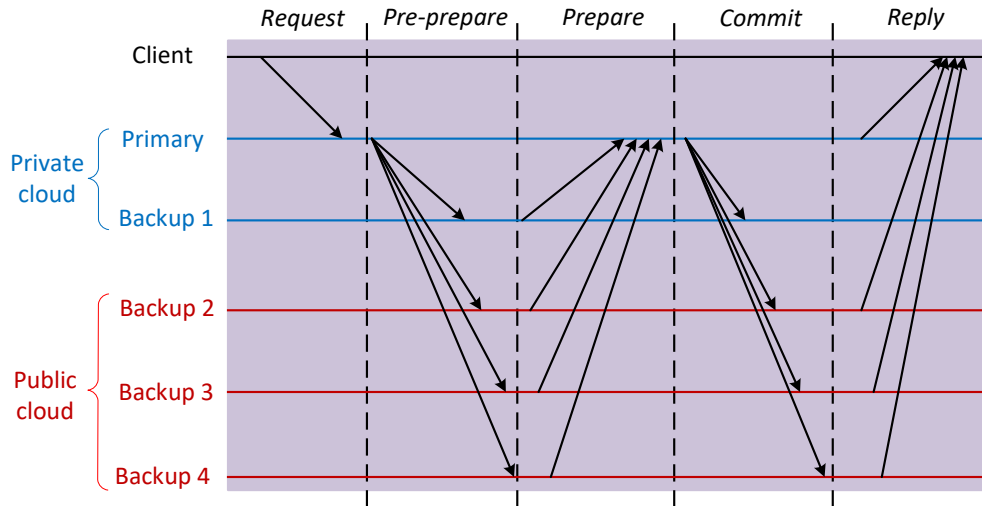 Request Pre-prepare Prepare Commit Reply
Client
Primary
Private
cloud
Backup 1
Backup 2
Public
cloud
Backup 3
Backup 4